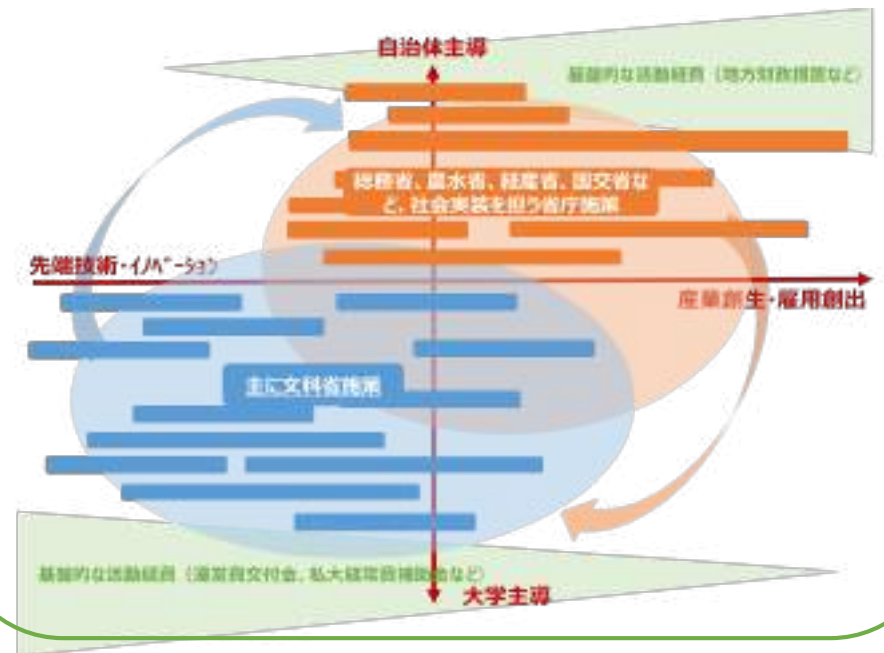 自治体主導
基盤的な活動経費（地方財政措置など）
総務省、農水省、経産省、国交省な
ど、社会実装を担う省庁施策
先端技術・ｲﾉﾍﾞｰｼｮﾝ
産業創生・雇用創出
主に文科省施策
基盤的な活動経費（運営費交付金、私大経常費補助金など）
大学主導